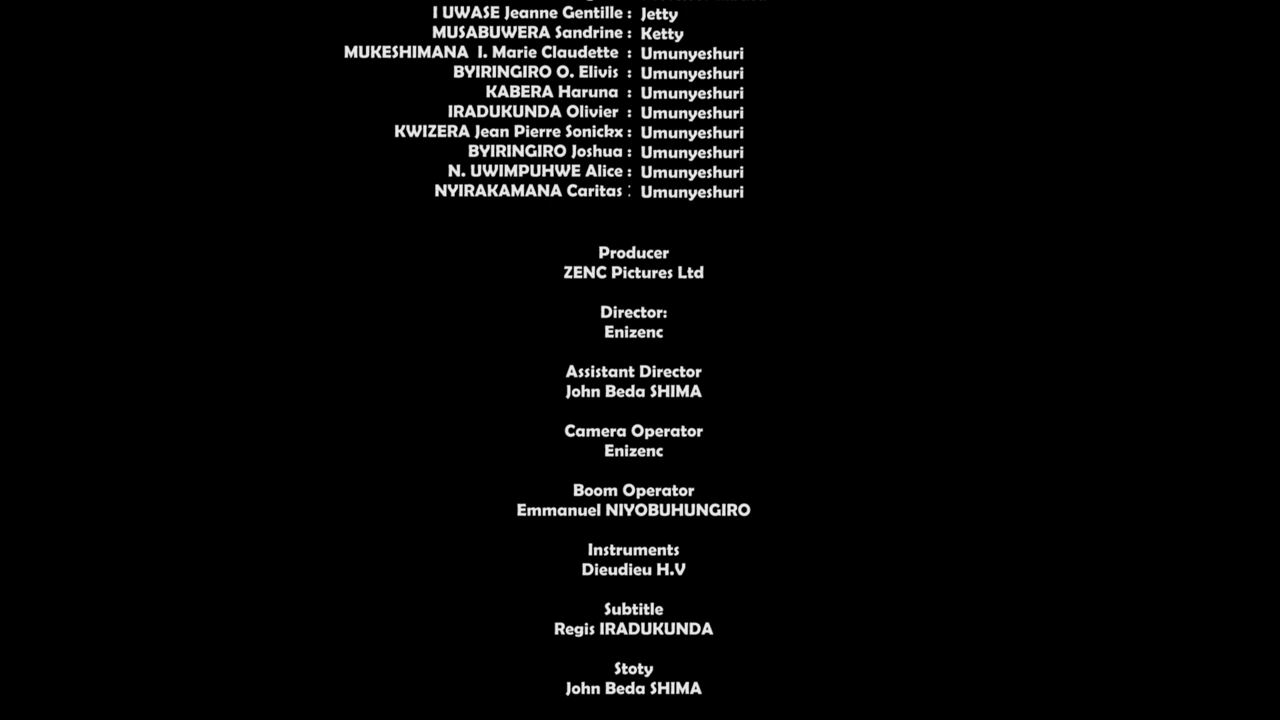 I UWASE Jeanne Gentille : Jetty
MUSABUWERA Sandrine : Ketty
MUKESHIMANA I. Marie Claudette : Umunyeshuri
BYIRINGIRO O. Elivis : Umunyeshuri
KABERA Haruna : Umunyeshuri
IRADUKUNDA Olivier : Umunyeshuri
KWIZERA Jean Pierre Sonickx : Umunyeshuri
BYIRINGIRO Joshua : Umunyeshuri
N. UWIMPUHWE Alice : Umunyeshuri
NYIRAKAMANA Caritas : Umunyeshuri
Producer
ZENC Pictures Ltd
Director:
Enizenc
Assistant Director
John Beda SHIMA
Camera Operator
Enizenc
Boom Operator
Emmanuel NIYOBUHUNGIRO
Instruments
Dieudieu H.V
Subtitle
Regis IRADUKUNDA
Stoty
John Beda SHIMA